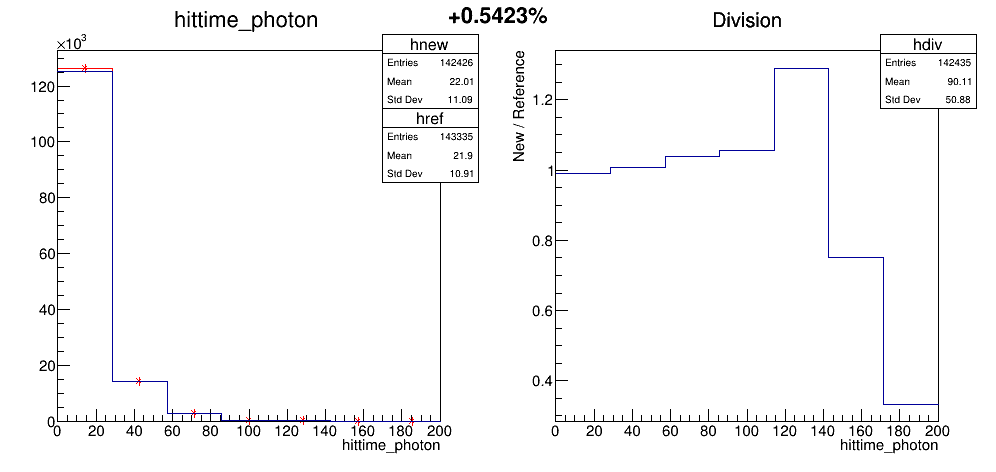 +0.5423%
hittime_photon
×10³
120
100
80
60
40
20
0
0 20 40 60 80 100 120 140 160 180 200
hittime_photon
hnew
Entries 142426
Mean 22.01
Std Dev 11.09
href
Entries 143335
Mean 21.9
Std Dev 10.91
Division
New / Reference
1.2
1
0.8
0.6
0.4
0 20 40 60 80 100 120 140 160 180 200
hittime_photon
hdiv
Entries 142435
Mean 90.11
Std Dev 50.88